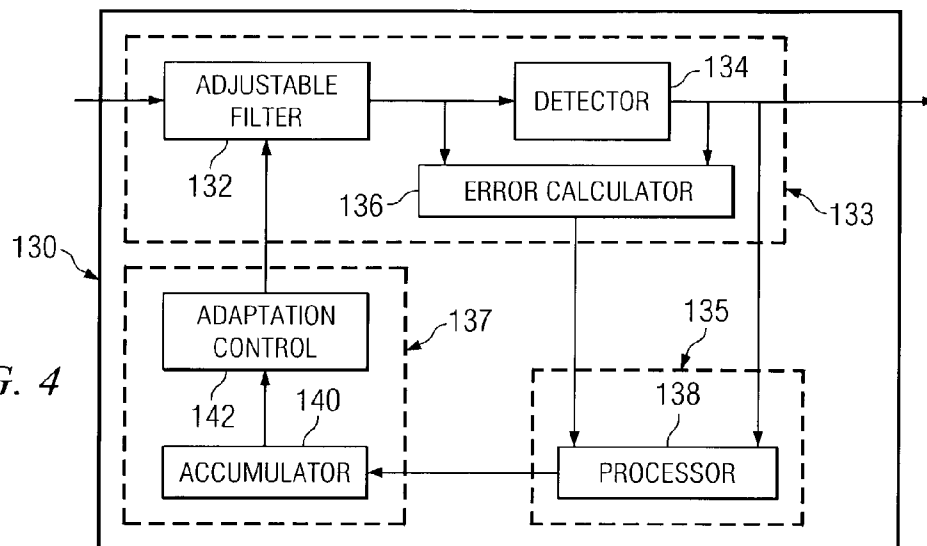 ADJUSTABLE
FILTER
132
DETECTOR
134
ERROR CALCULATOR
136
133
130
ADAPTATION
CONTROL
142
137
140
ACCUMULATOR
135
138
PROCESSOR
G. 4